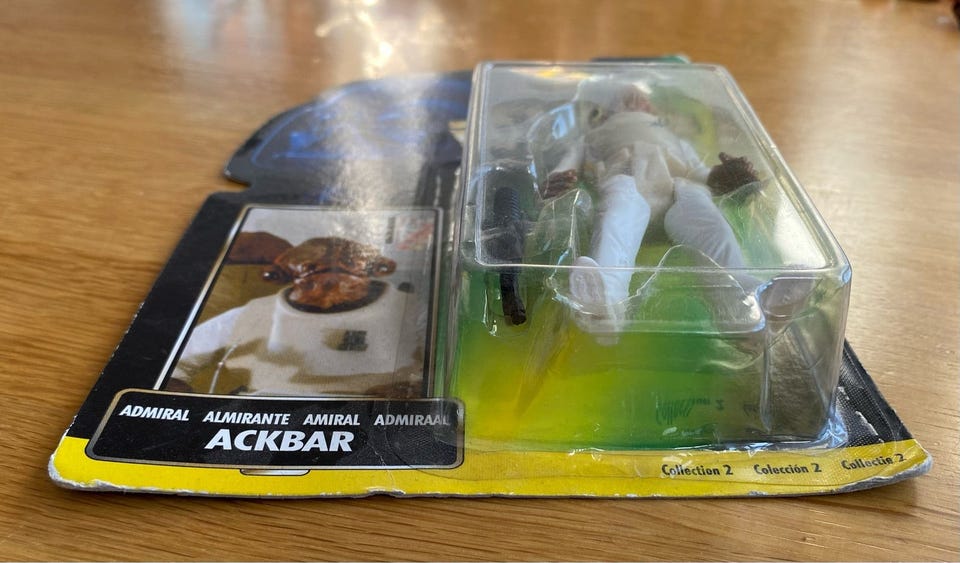 ADMIRAL ALMIRANTE AMIRAL ADMIRAAL
ACKBAR
Collection 2 Colección 2 Collectie 2